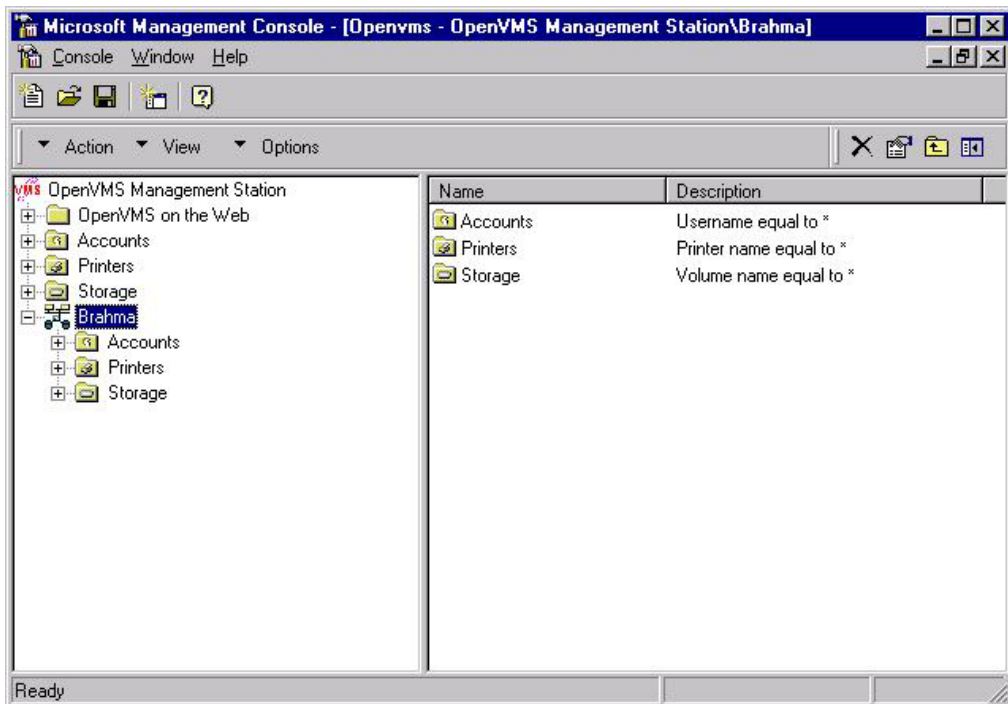 Microsoft Management Console - [Openvms - OpenVMS Management Station\Brahma]
Console Window Help
Action View Options
VMS OpenVMS Management Station
OpenVMS on the Web
Accounts
Printers
Storage
Brahma
Accounts
Printers
Storage
Name Description
Accounts Username equal to *
Printers Printer name equal to *
Storage Volume name equal to *
Ready